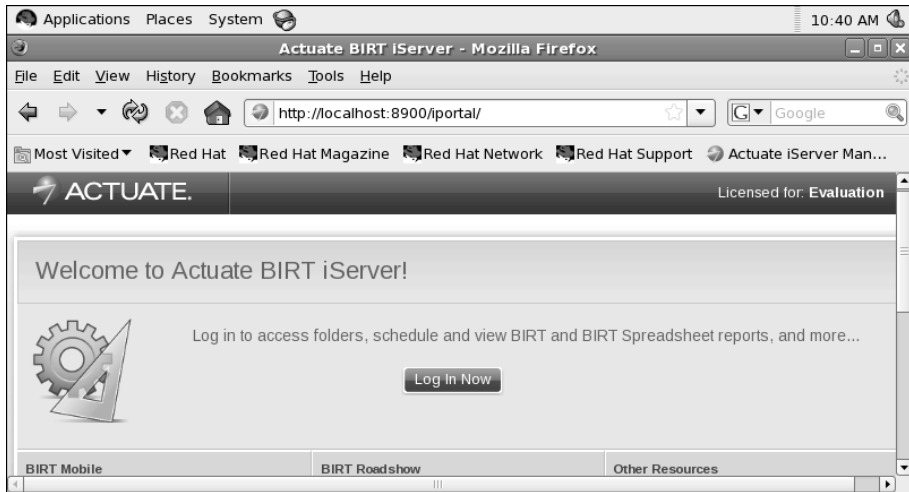 Applications Places System 10:40 AM
Actuate BIRT iServer - Mozilla Firefox
File Edit View History Bookmarks Tools Help
http://localhost:8900/iportal/ G Google
Most Visited Red Hat Red Hat Magazine Red Hat Network Red Hat Support Actuate iServer Man...
ACTUATE. Licensed for: Evaluation
Welcome to Actuate BIRT iServer!
Log in to access folders, schedule and view BIRT and BIRT Spreadsheet reports, and more...
Log In Now
BIRT Mobile BIRT Roadshow Other Resources